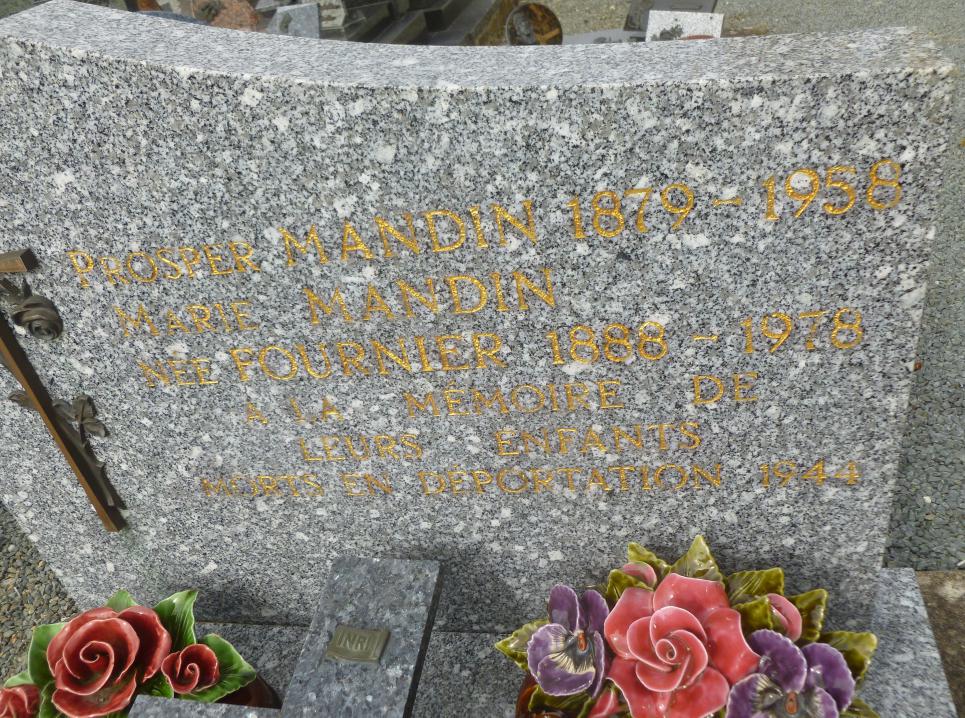 PROSPER MANDIN 1879 - 1958
MARIE MANDIN
NÉE FOURNIER 1888 - 1978
A LA MÉMOIRE DE
LEURS ENFANTS
MORTS EN DÉPORTATION 1944
INRI